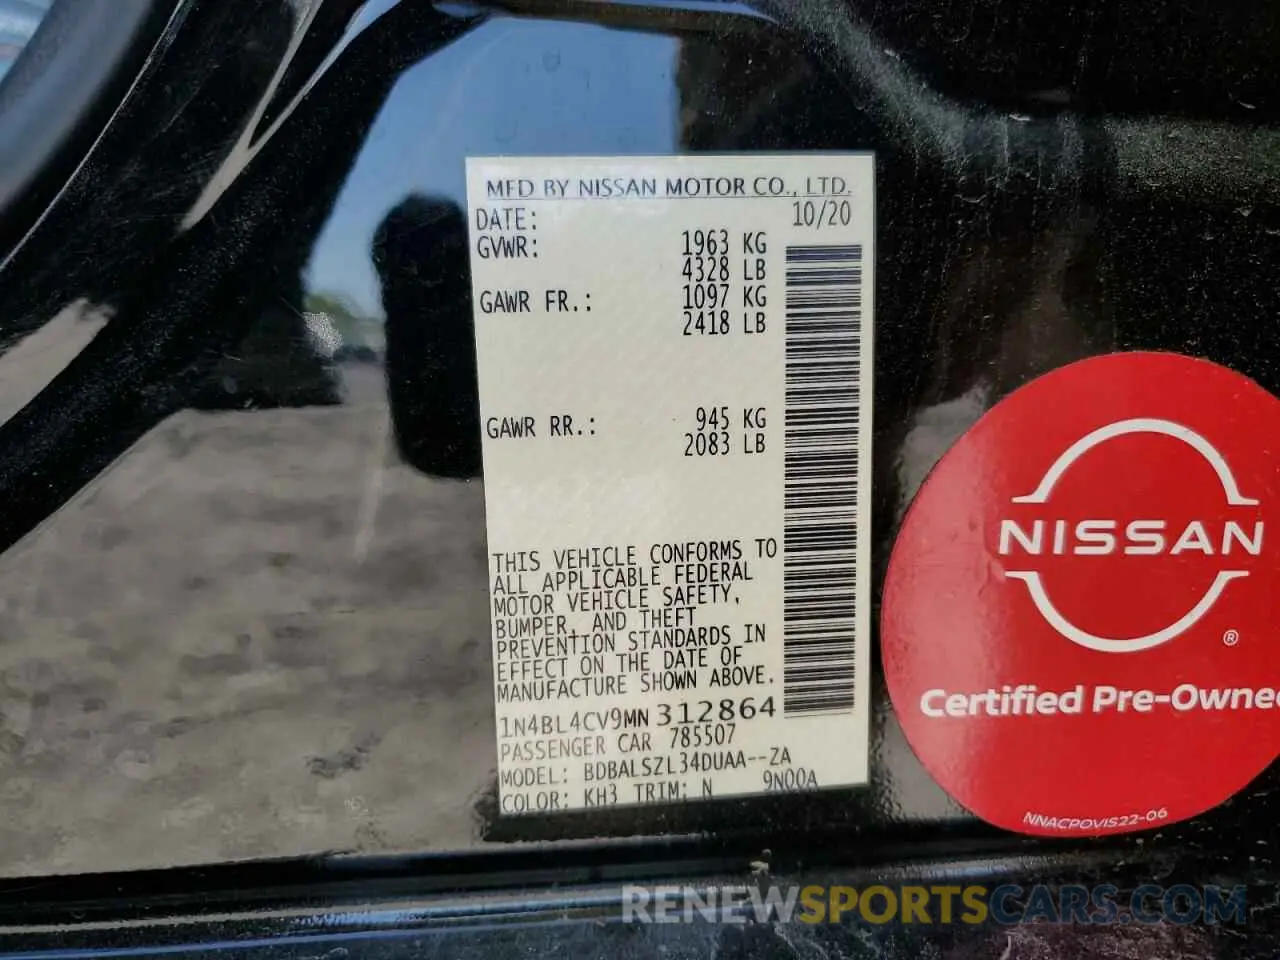 MFD BY NISSAN MOTOR CO., LTD.
DATE: 10/20
GVWR: 1963 KG
4328 LB
GAWR FR.: 1097 KG
2418 LB
GAWR RR.: 945 KG
2083 LB
THIS VEHICLE CONFORMS TO
ALL APPLICABLE FEDERAL
MOTOR VEHICLE SAFETY,
BUMPER, AND THEFT
PREVENTION STANDARDS IN
EFFECT ON THE DATE OF
MANUFACTURE SHOWN ABOVE.
1N4BL4CV9MN312864
PASSENGER CAR 785507
MODEL: BDBALSZL34DUAA--ZA
COLOR: KH3 TRIM: N 9N00A
NISSAN
®
Certified Pre-Owne
NNACPOVIS22-06
RENEWSPORTSCARS.COM